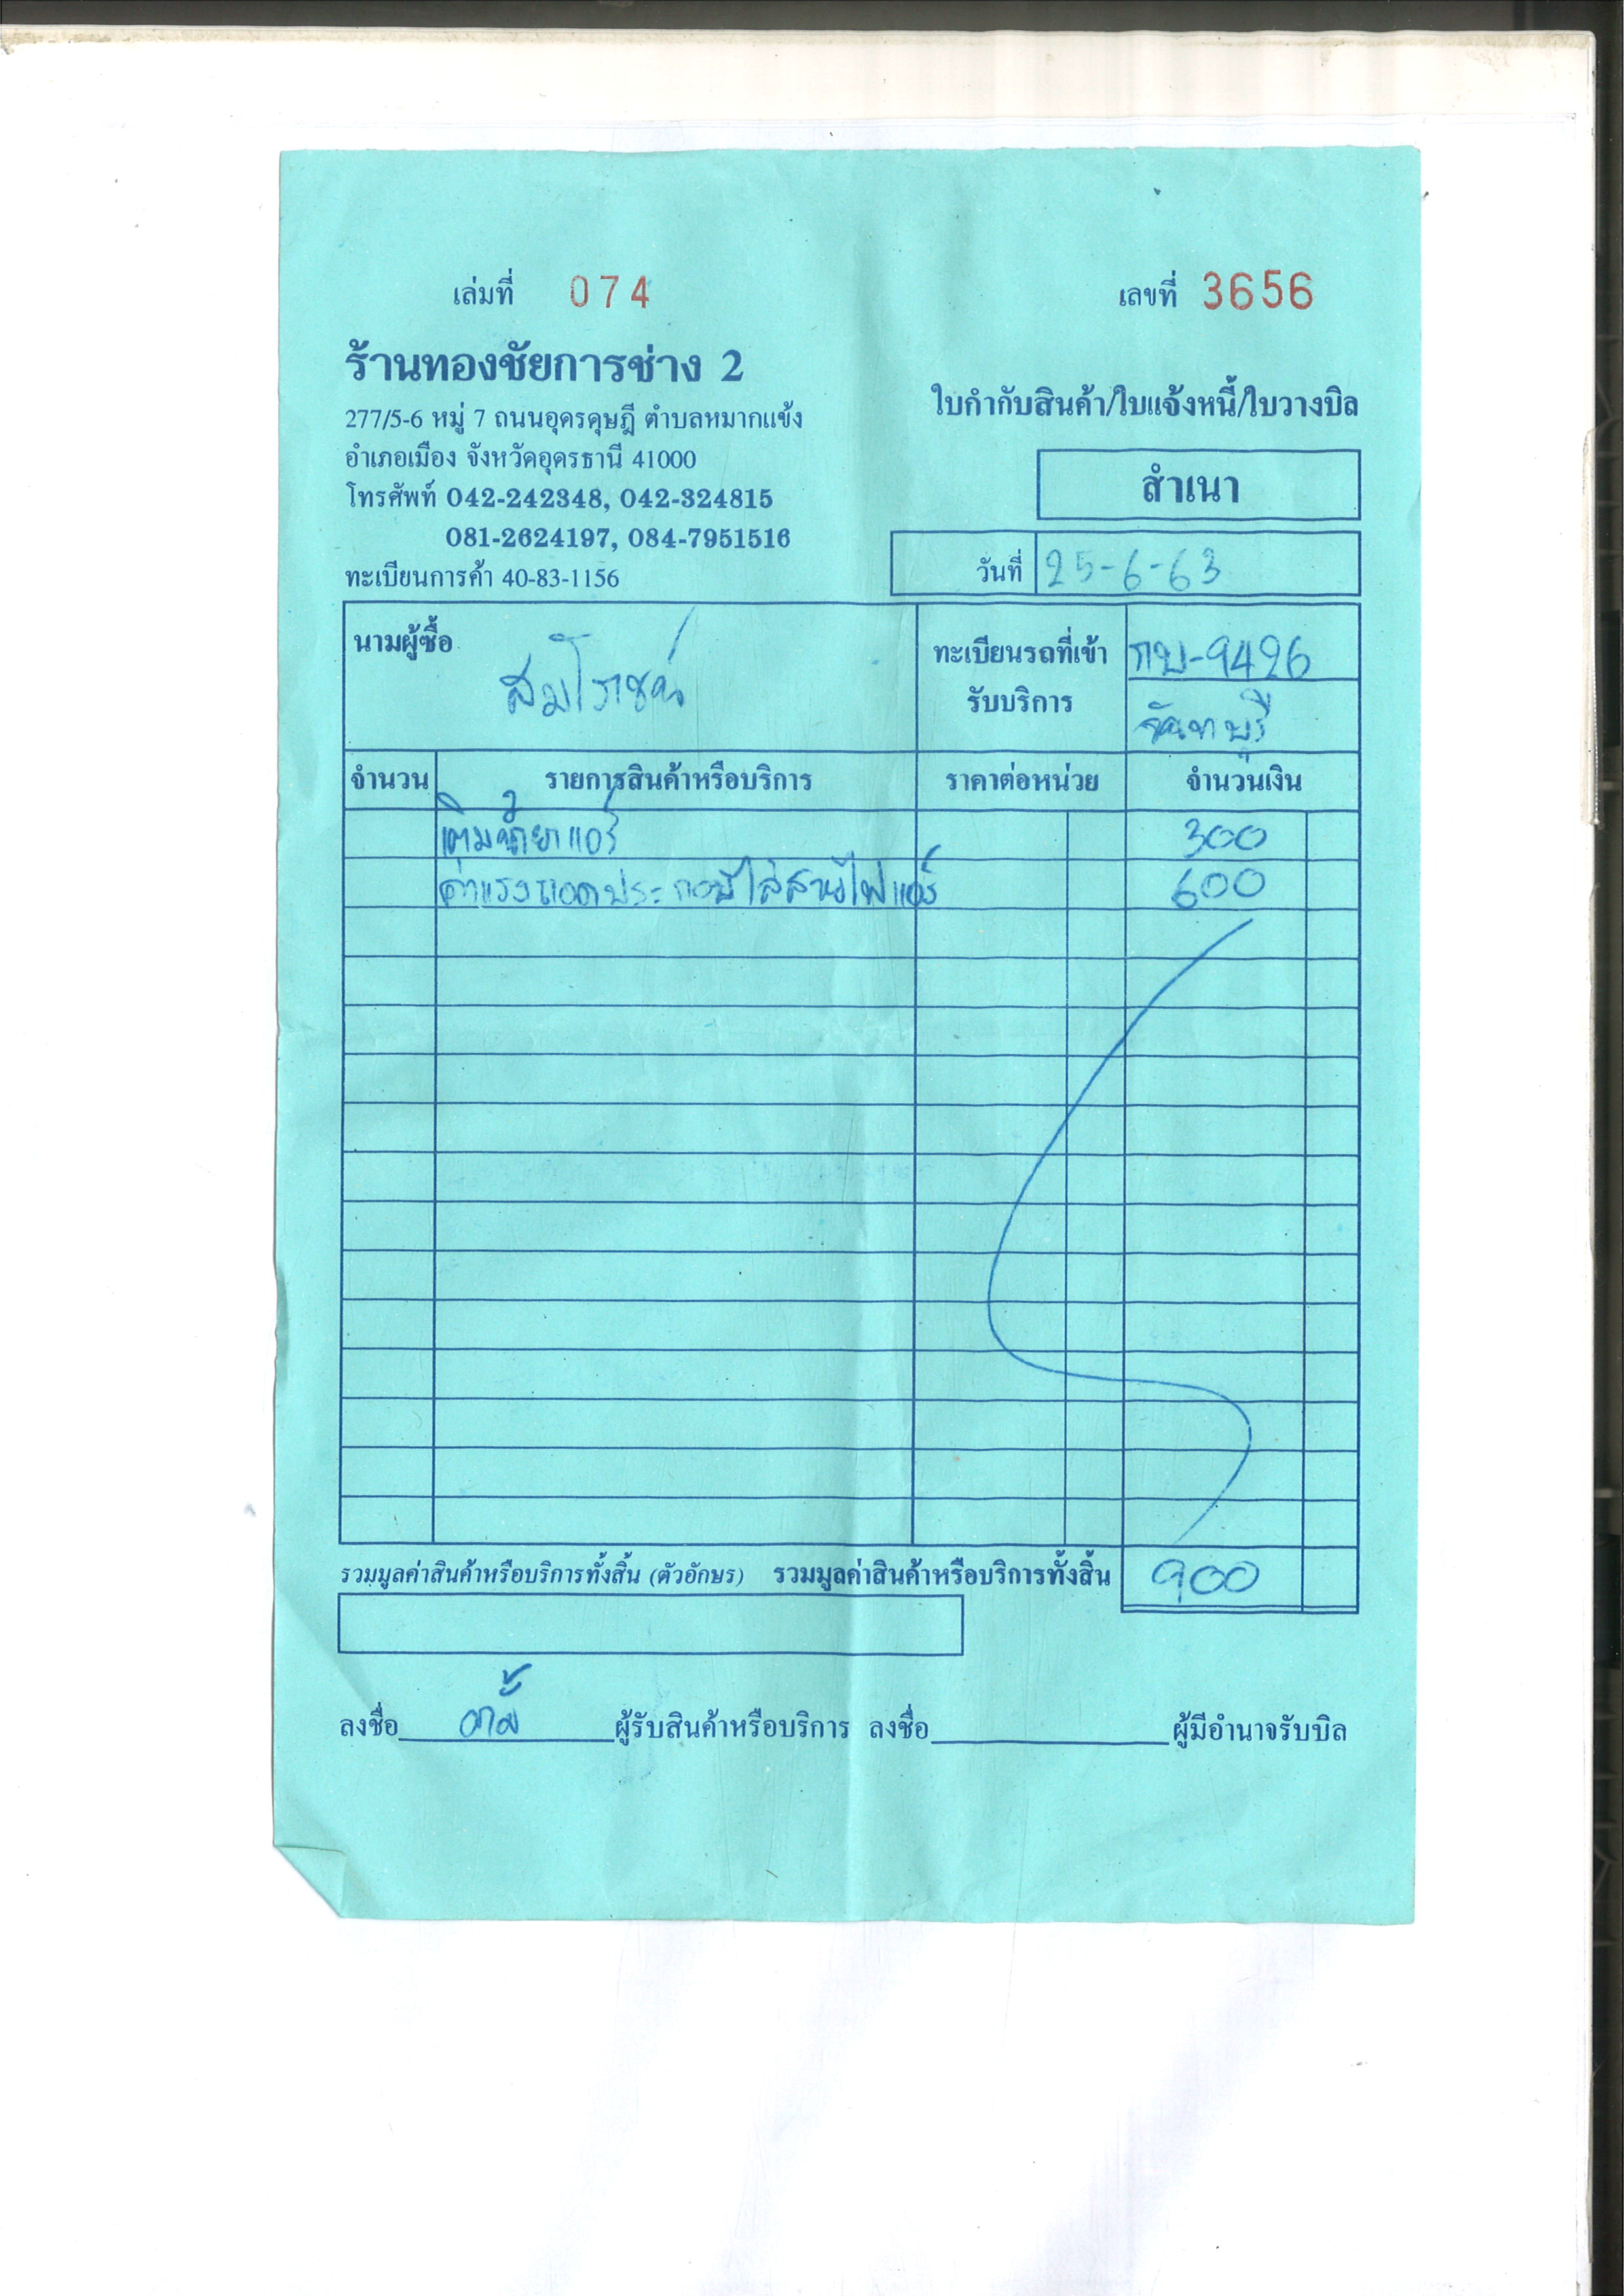 เล่มที่ 074
เลขที่ 3656
ร้านทองชัยการช่าง 2
277/5-6 หมู่ 7 ถนนอุดรดุษฎี ตำบลหมากแข้ง
อำเภอเมือง จังหวัดอุดรธานี 41000
โทรศัพท์ 042-242348, 042-324815
081-2624197, 084-7951516
ทะเบียนการค้า 40-83-1156
ใบกำกับสินค้า/ใบแจ้งหนี้/ใบวางบิล
สำเนา
วันที่ 25-6-63
นามผู้ซื้อ สมโรชน์
ทะเบียนรถที่เข้า
รับบริการ
กบ-9426
จันทบุรี
จำนวน รายการสินค้าหรือบริการ ราคาต่อหน่วย จำนวนเงิน
เติมน้ำยาแอร์ 300
ค่าแรงถอดประกอบใส่สายไฟแอร์ 600
รวมมูลค่าสินค้าหรือบริการทั้งสิ้น (ตัวอักษร) รวมมูลค่าสินค้าหรือบริการทั้งสิ้น 900
ลงชื่อ ผู้รับสินค้าหรือบริการ ลงชื่อ ผู้มีอำนาจรับบิล